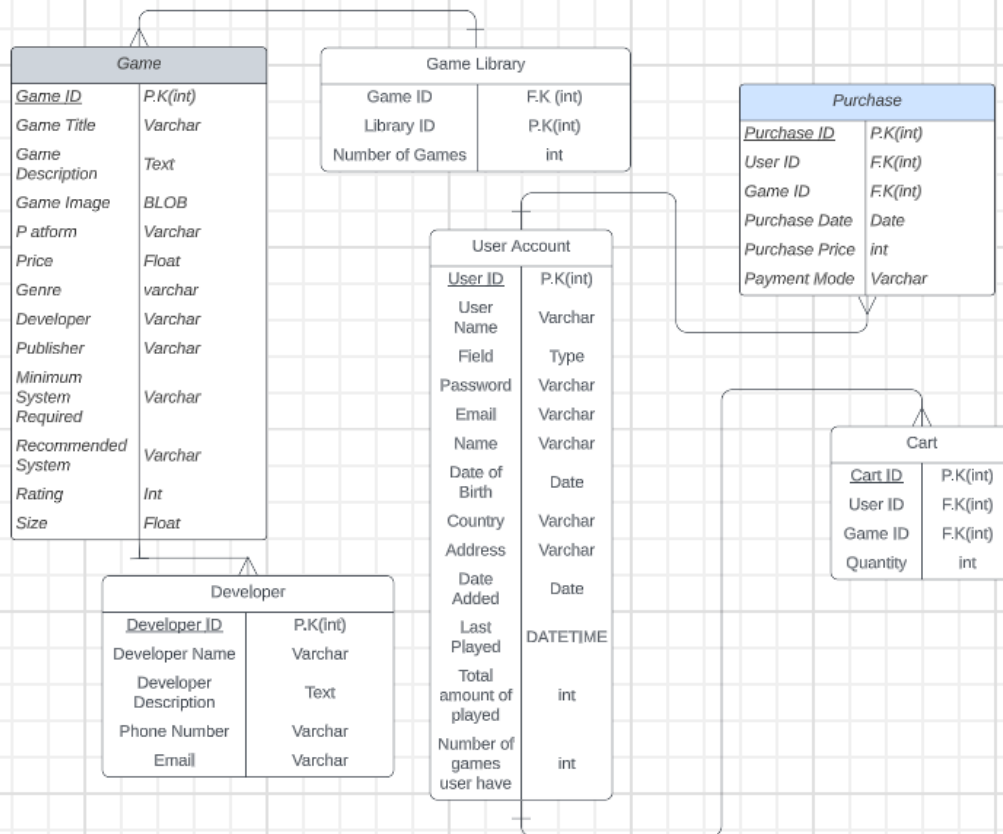 Game
Game ID P.K(int)
Game Title Varchar
Game
Description Text
Game Image BLOB
P atform Varchar
Price Float
Genre varchar
Developer Varchar
Publisher Varchar
Minimum
System
Required Varchar
Recommended
System Varchar
Rating Int
Size Float
Game Library
Game ID F.K (int)
Library ID P.K(int)
Number of Games int
Purchase
Purchase ID P.K(int)
User ID F.K(int)
Game ID F.K(int)
Purchase Date Date
Purchase Price int
Payment Mode Varchar
User Account
User ID P.K(int)
User
Name Varchar
Field Type
Password Varchar
Email Varchar
Name Varchar
Date of
Birth Date
Country Varchar
Address Varchar
Date
Added Date
Last
Played DATETIME
Total
amount of
played int
Number of
games
user have int
Cart
Cart ID P.K(int)
User ID F.K(int)
Game ID F.K(int)
Quantity int
Developer
Developer ID P.K(int)
Developer Name Varchar
Developer
Description Text
Phone Number Varchar
Email Varchar